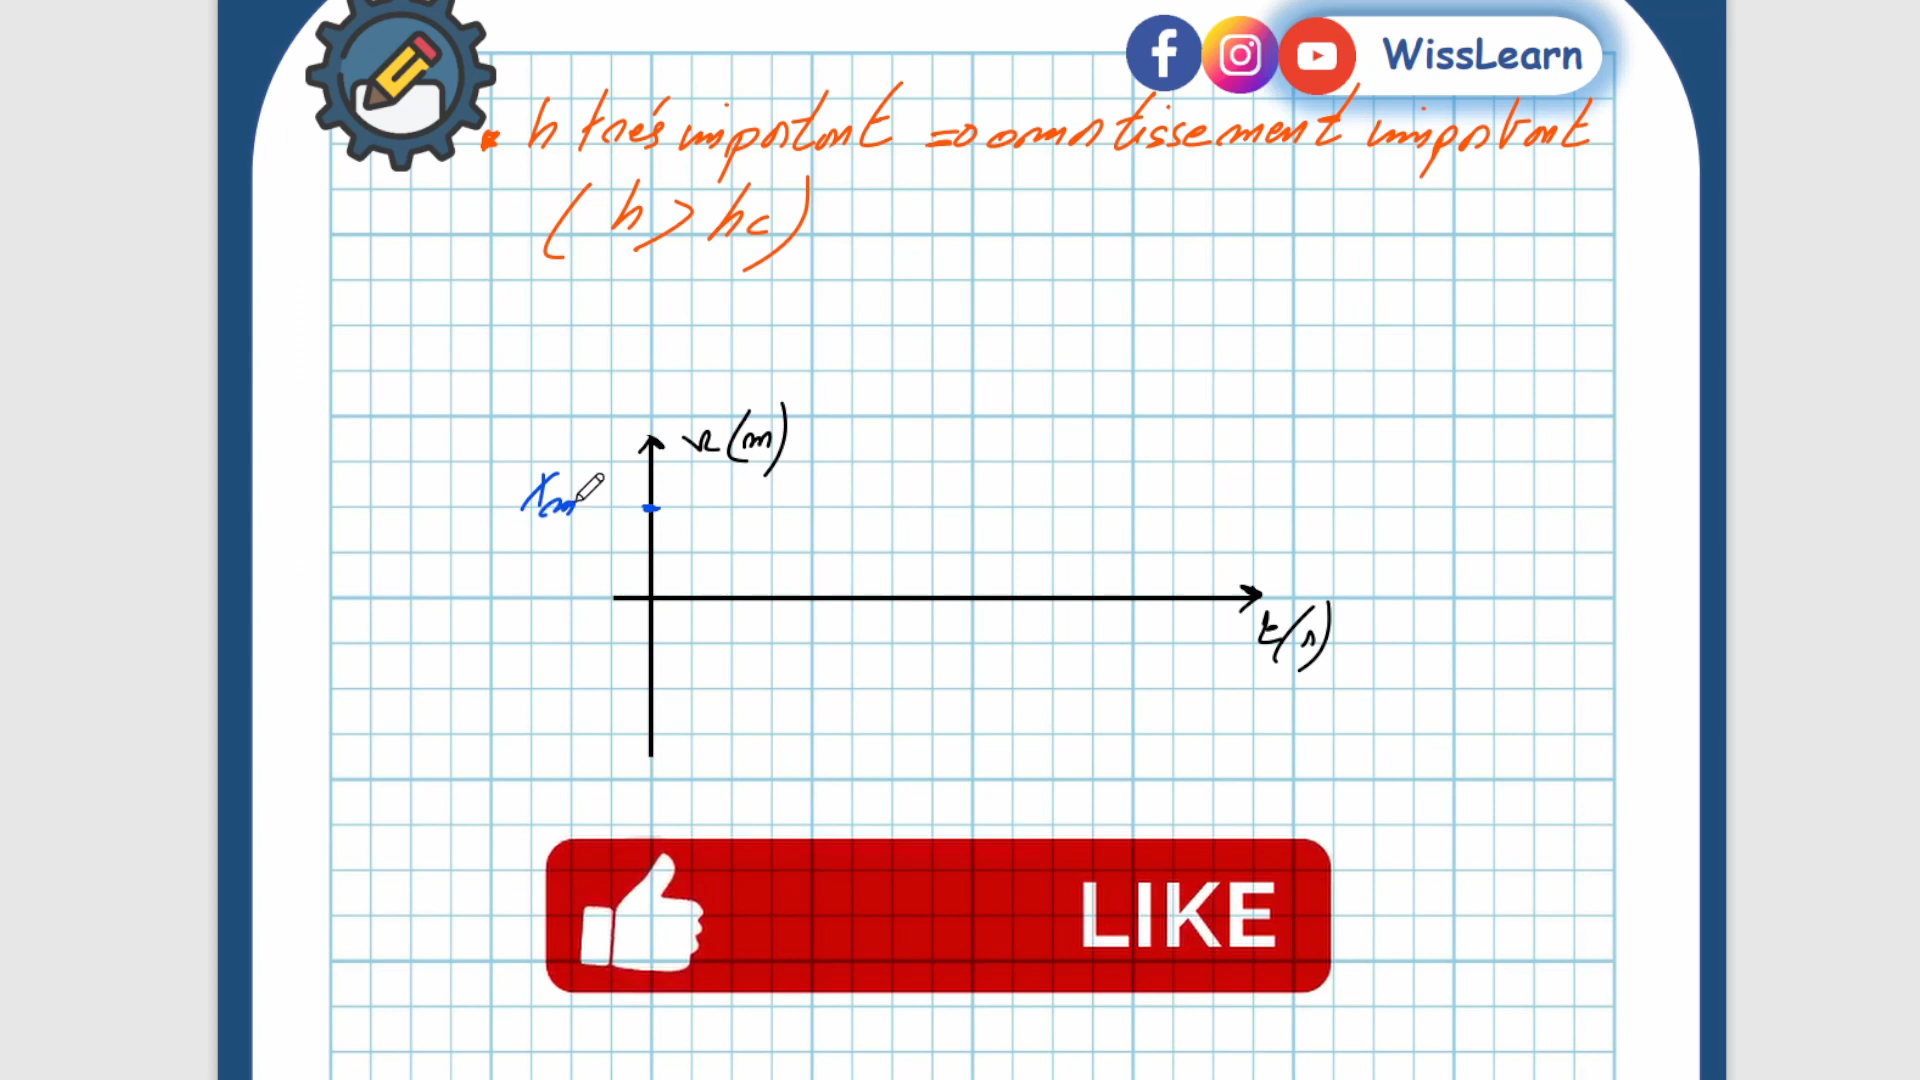 WissLearn
• h très important => amortissement important
(h > hc)
x(m)
Xm
t(s)
LIKE